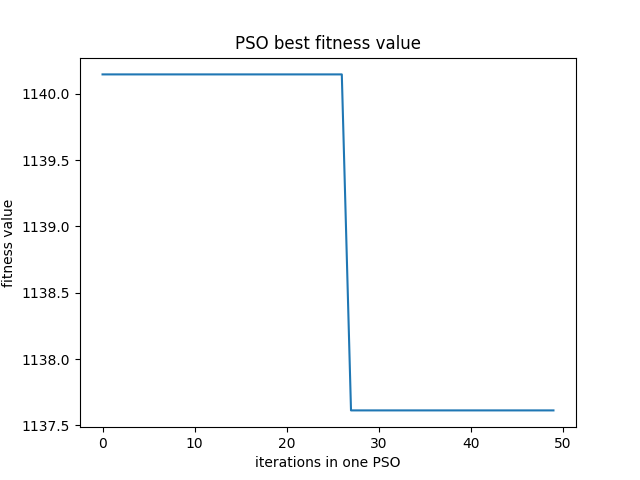 PSO best fitness value
1140.0
1139.5
1139.0
1138.5
1138.0
1137.5
fitness value
0 10 20 30 40 50
iterations in one PSO